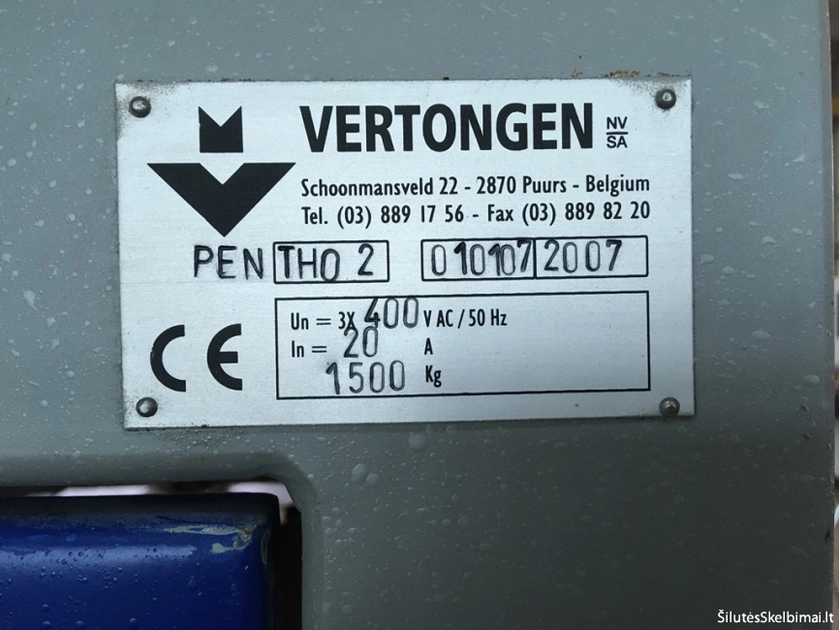 VERTONGEN NV SA
Schoonmansveld 22 - 2870 Puurs - Belgium
Tel. (03) 889 17 56 - Fax (03) 889 82 20
PEN THO 2 010107 2007
Un = 3X 400 V AC / 50 Hz
In = 20 A
1500 Kg
CE
ŠilutėsSkelbimai.lt